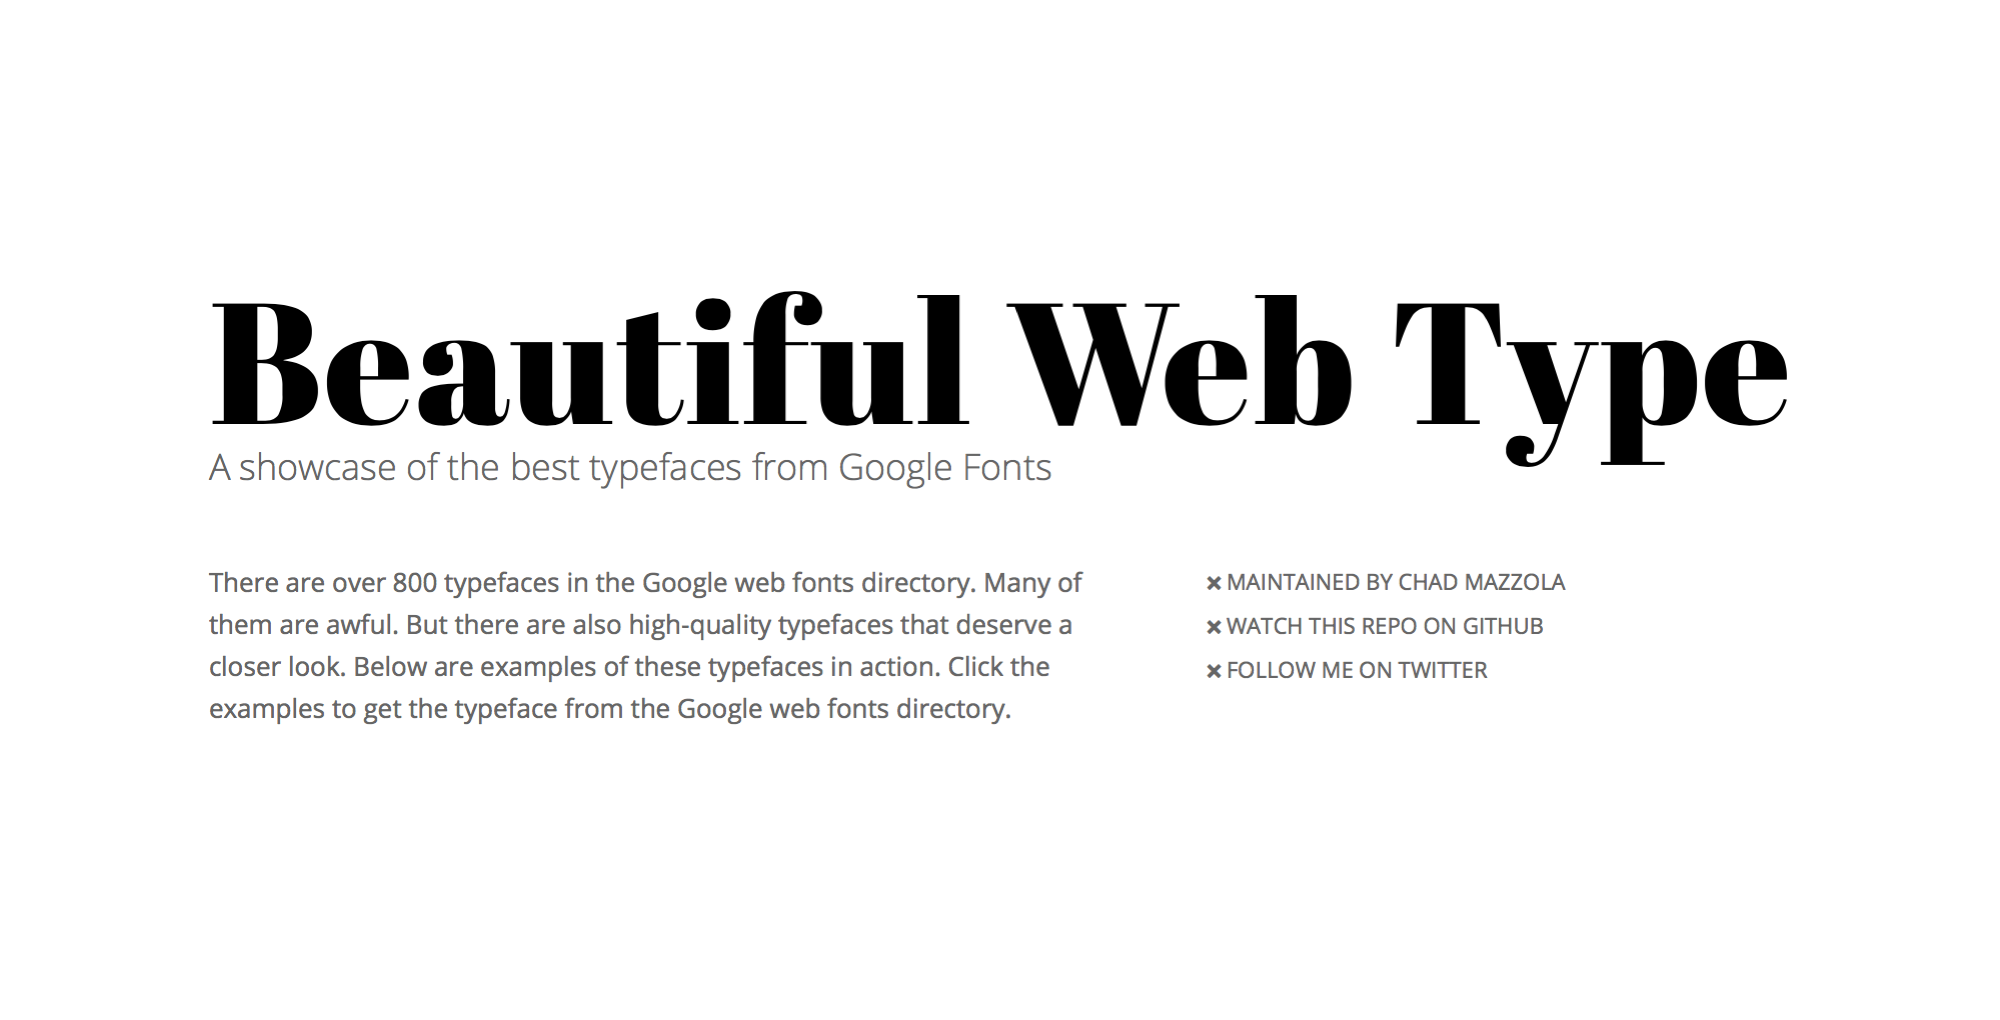 Beautiful Web Type
A showcase of the best typefaces from Google Fonts
There are over 800 typefaces in the Google web fonts directory. Many of
them are awful. But there are also high-quality typefaces that deserve a
closer look. Below are examples of these typefaces in action. Click the
examples to get the typeface from the Google web fonts directory.
✖ MAINTAINED BY CHAD MAZZOLA
✖ WATCH THIS REPO ON GITHUB
✖ FOLLOW ME ON TWITTER